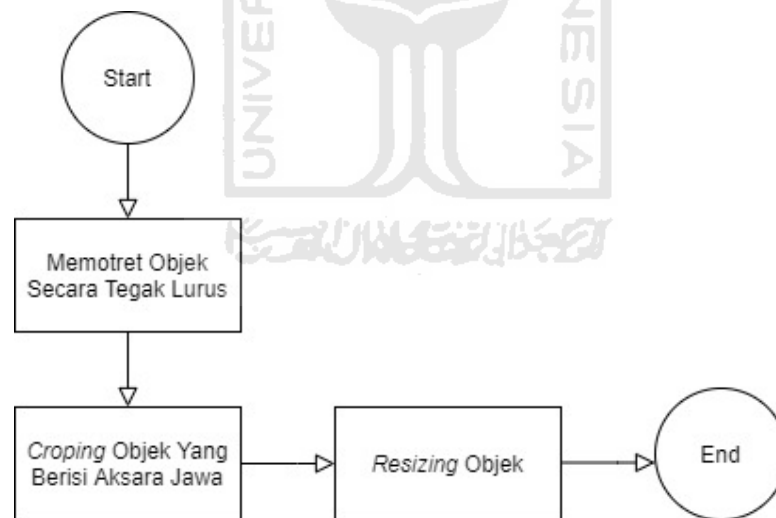 Start
Memotret Objek
Secara Tegak Lurus
Croping Objek Yang
Berisi Aksara Jawa
Resizing Objek
End